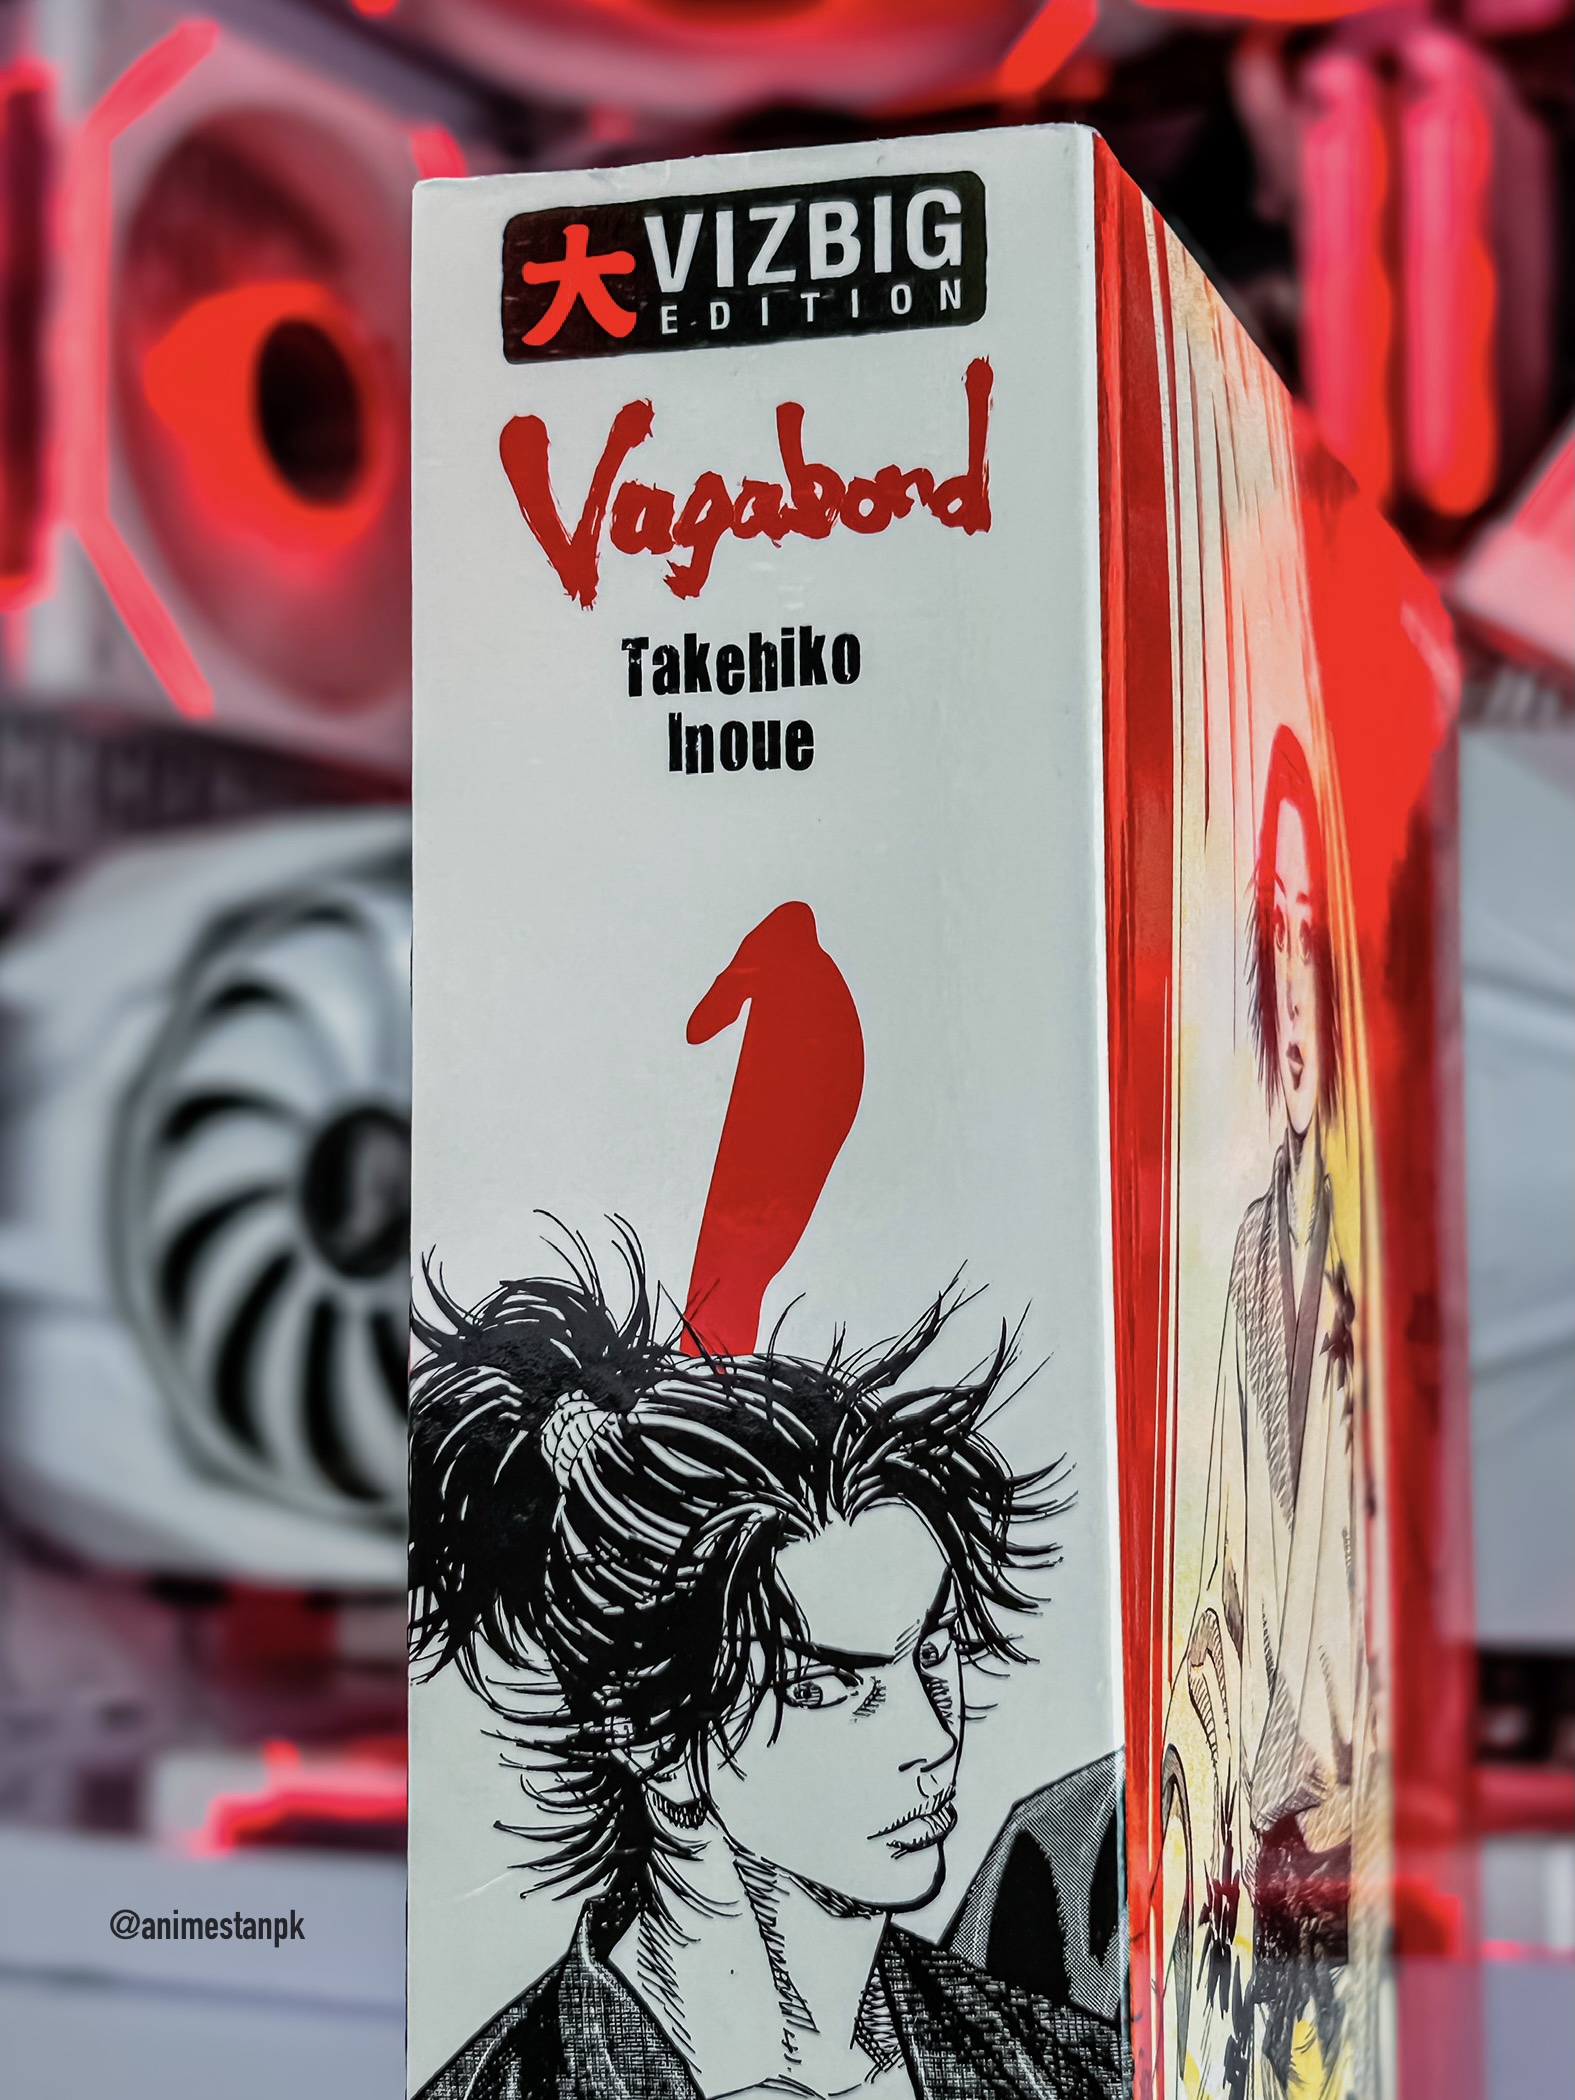 大 VIZBIG
EDITION
Vagabond
Takehiko
Inoue
1
@animestanpk